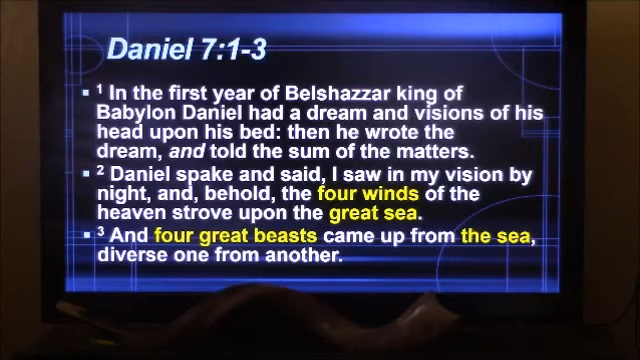 Daniel 7:1-3
▪ 1 In the first year of Belshazzar king of
Babylon Daniel had a dream and visions of his
head upon his bed: then he wrote the
dream, and told the sum of the matters.
▪ 2 Daniel spake and said, I saw in my vision by
night, and, behold, the four winds of the
heaven strove upon the great sea.
▪ 3 And four great beasts came up from the sea,
diverse one from another.